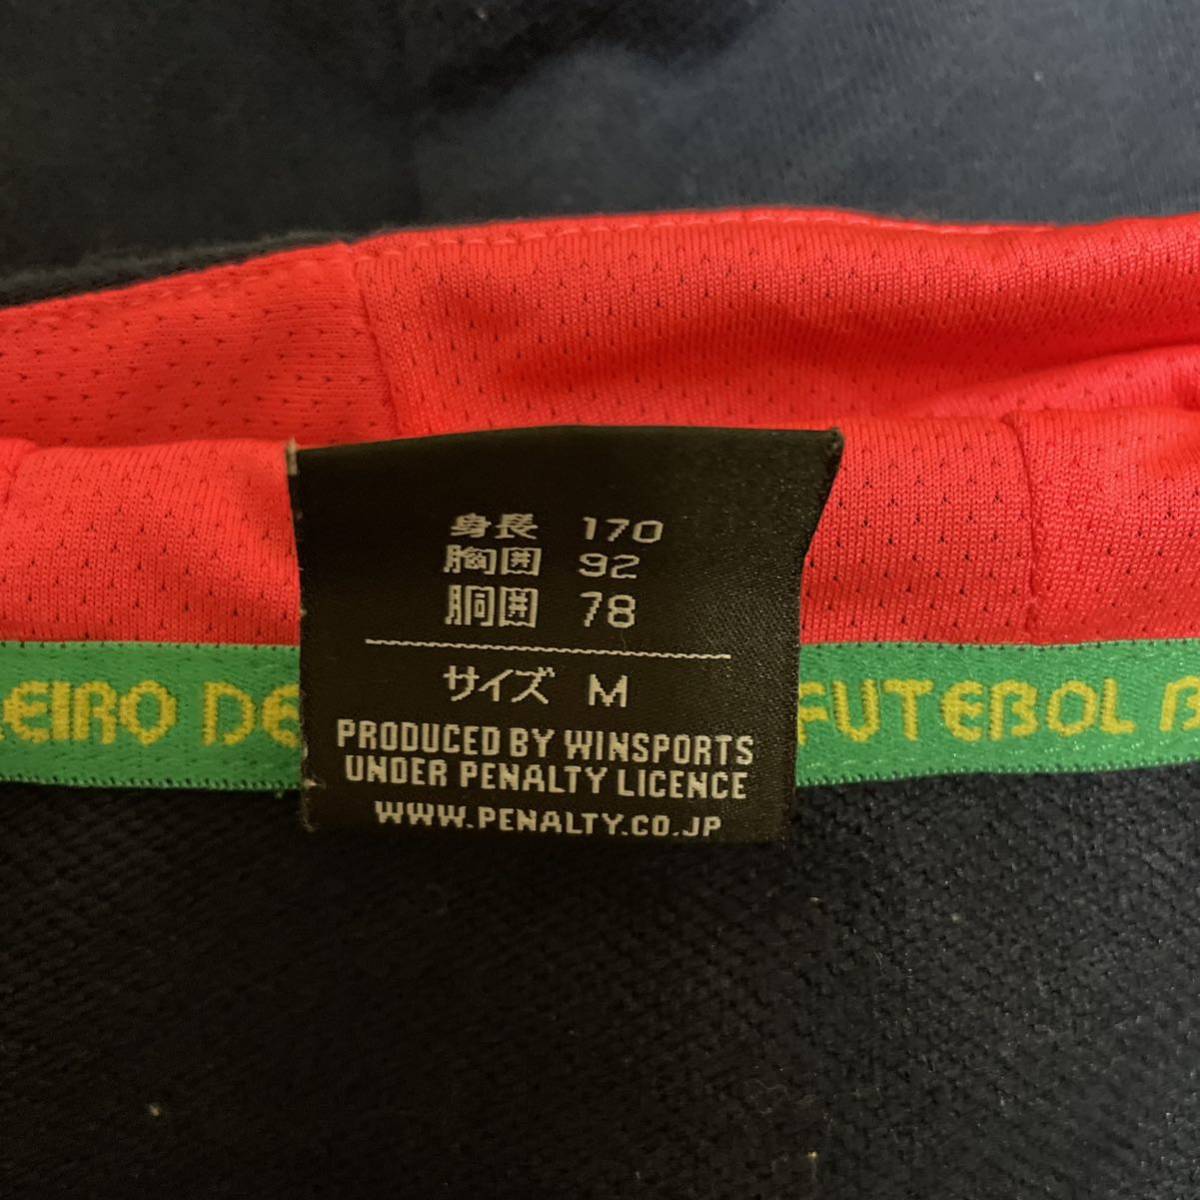 身長 170
胸囲 92
胴囲 78
サイズ M
PRODUCED BY WINSPORTS
UNDER PENALTY LICENCE
WWW.PENALTY.CO.JP
EIRO DE FUTEBOL B